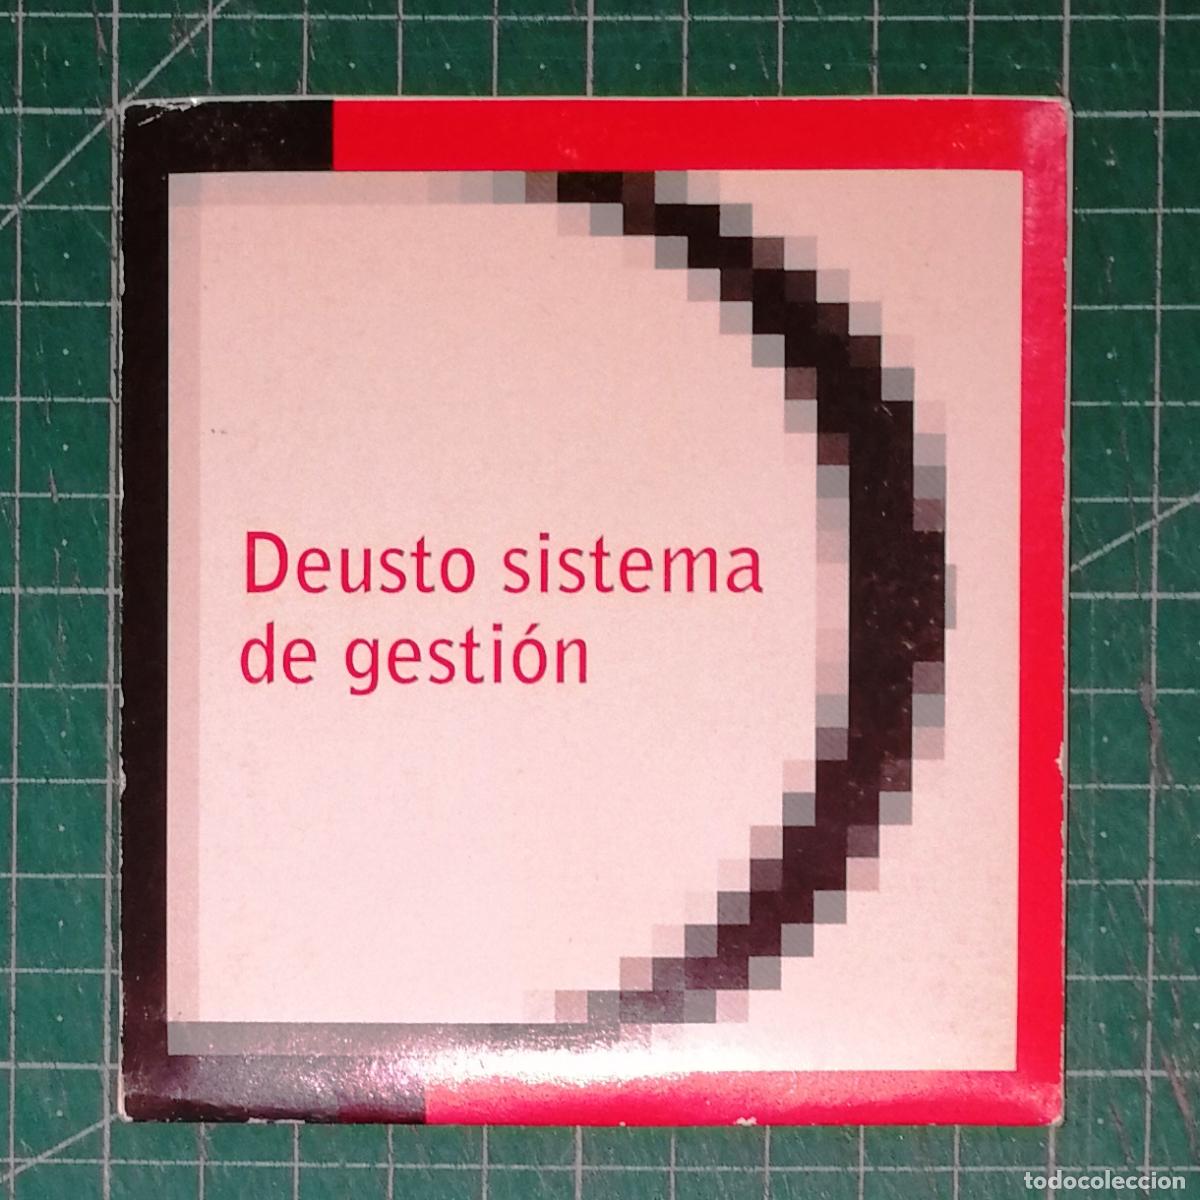 Deusto sistema
de gestión
todocoleccion